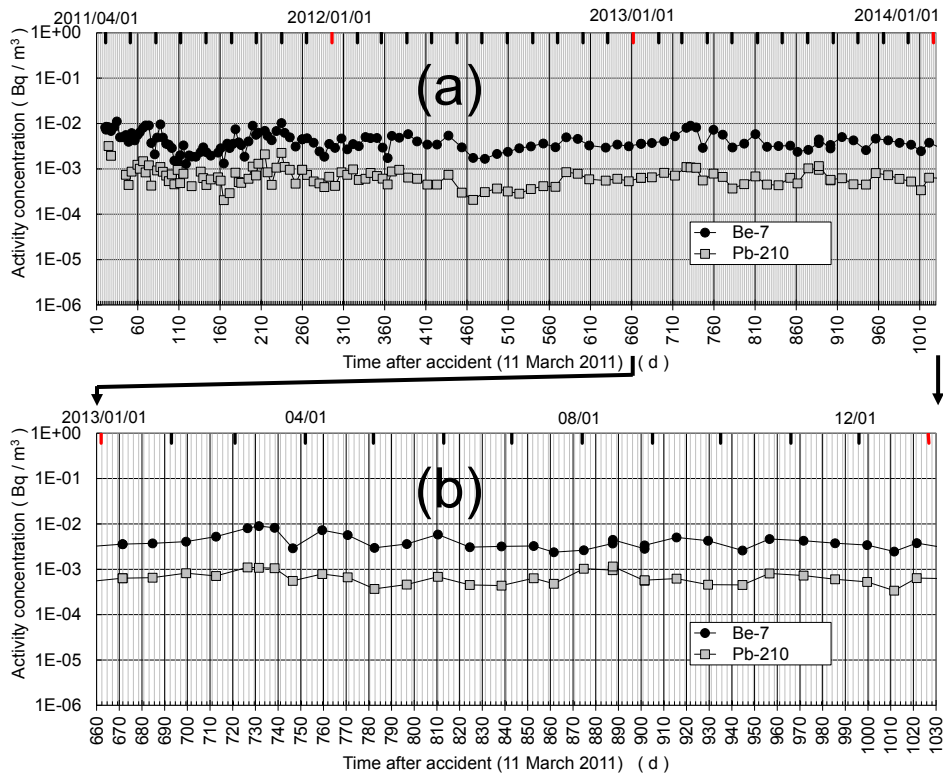 2011/04/01 2012/01/01 2013/01/01 2014/01/01
1E+00
1E-01
1E-02
1E-03
1E-04
1E-05
1E-06
Activity concentration ( Bq / m³ )
(a)
Be-7
Pb-210
10 60 110 160 210 260 310 360 410 460 510 560 610 660 710 760 810 860 910 960 1010
Time after accident (11 March 2011) ( d )
2013/01/01 04/01 08/01 12/01
1E+00
1E-01
1E-02
1E-03
1E-04
1E-05
1E-06
Activity concentration ( Bq / m³ )
(b)
Be-7
Pb-210
660 670 680 690 700 710 720 730 740 750 760 770 780 790 800 810 820 830 840 850 860 870 880 890 900 910 920 930 940 950 960 970 980 990 1000 1010 1020 1030
Time after accident (11 March 2011) ( d )